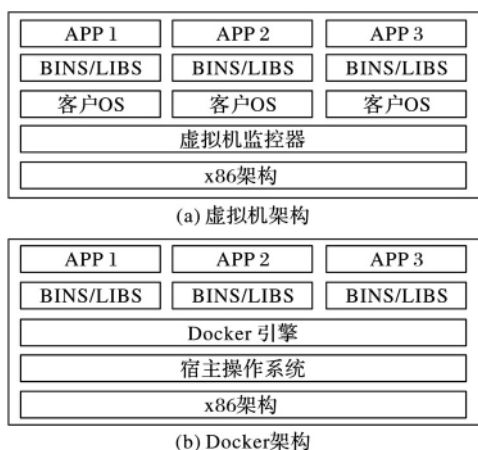 APP 1 APP 2 APP 3
BINS/LIBS BINS/LIBS BINS/LIBS
客户OS 客户OS 客户OS
虚拟机监控器
x86架构
(a) 虚拟机架构
APP 1 APP 2 APP 3
BINS/LIBS BINS/LIBS BINS/LIBS
Docker 引擎
宿主操作系统
x86架构
(b) Docker架构